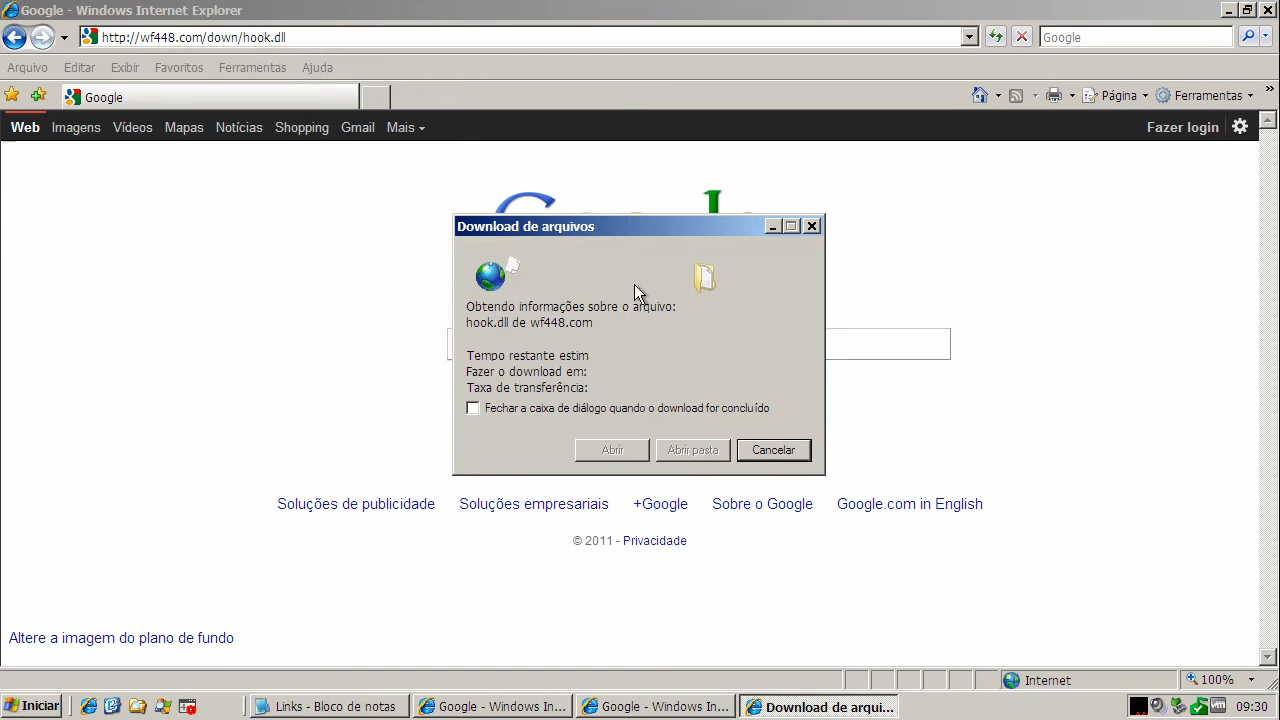 Google - Windows Internet Explorer
http://wf448.com/down/hook.dll
Google
Arquivo Editar Exibir Favoritos Ferramentas Ajuda
Google
Página Ferramentas
Web Imagens Vídeos Mapas Notícias Shopping Gmail Mais
Fazer login
Download de arquivos
Obtendo informações sobre o arquivo:
hook.dll de wf448.com
Tempo restante estim
Fazer o download em:
Taxa de transferência:
Fechar a caixa de diálogo quando o download for concluído
Abrir Abrir pasta Cancelar
Soluções de publicidade Soluções empresariais +Google Sobre o Google Google.com in English
© 2011 - Privacidade
Altere a imagem do plano de fundo
Internet 100%
Iniciar Links - Bloco de notas Google - Windows In... Google - Windows In... Download de arqui... 09:30